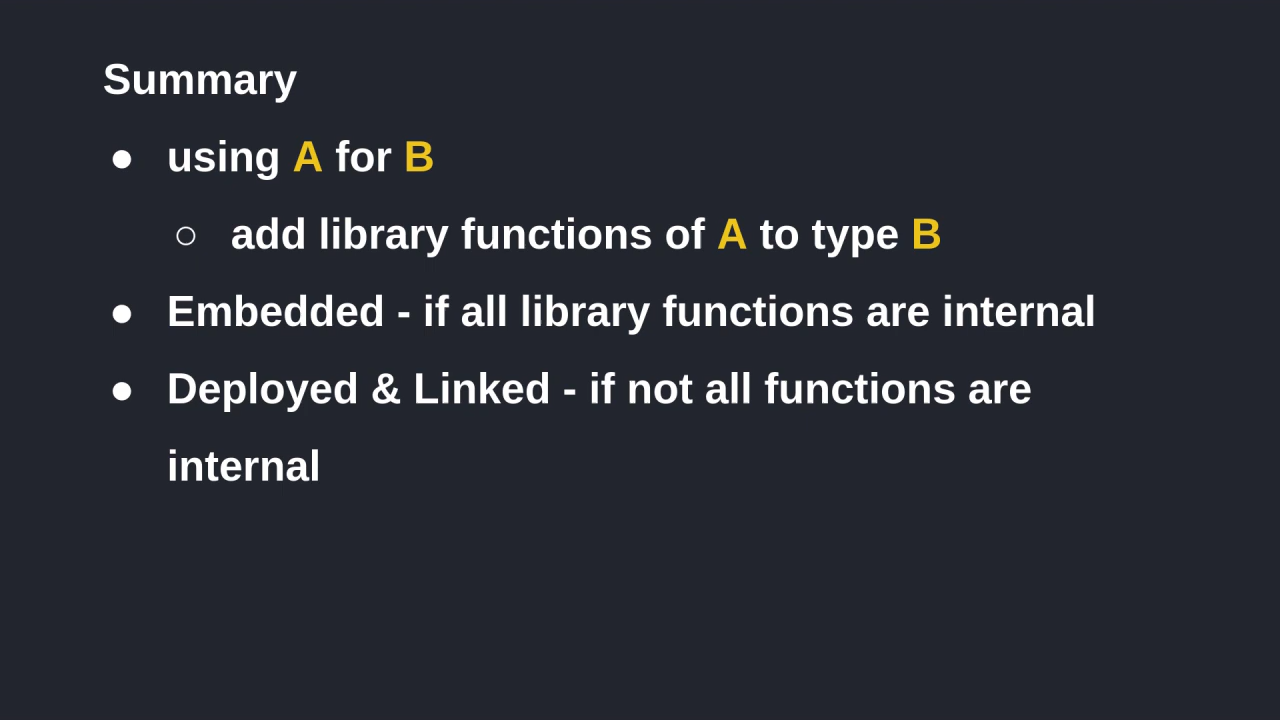 Summary
● using A for B
○ add library functions of A to type B
● Embedded - if all library functions are internal
● Deployed & Linked - if not all functions are
internal